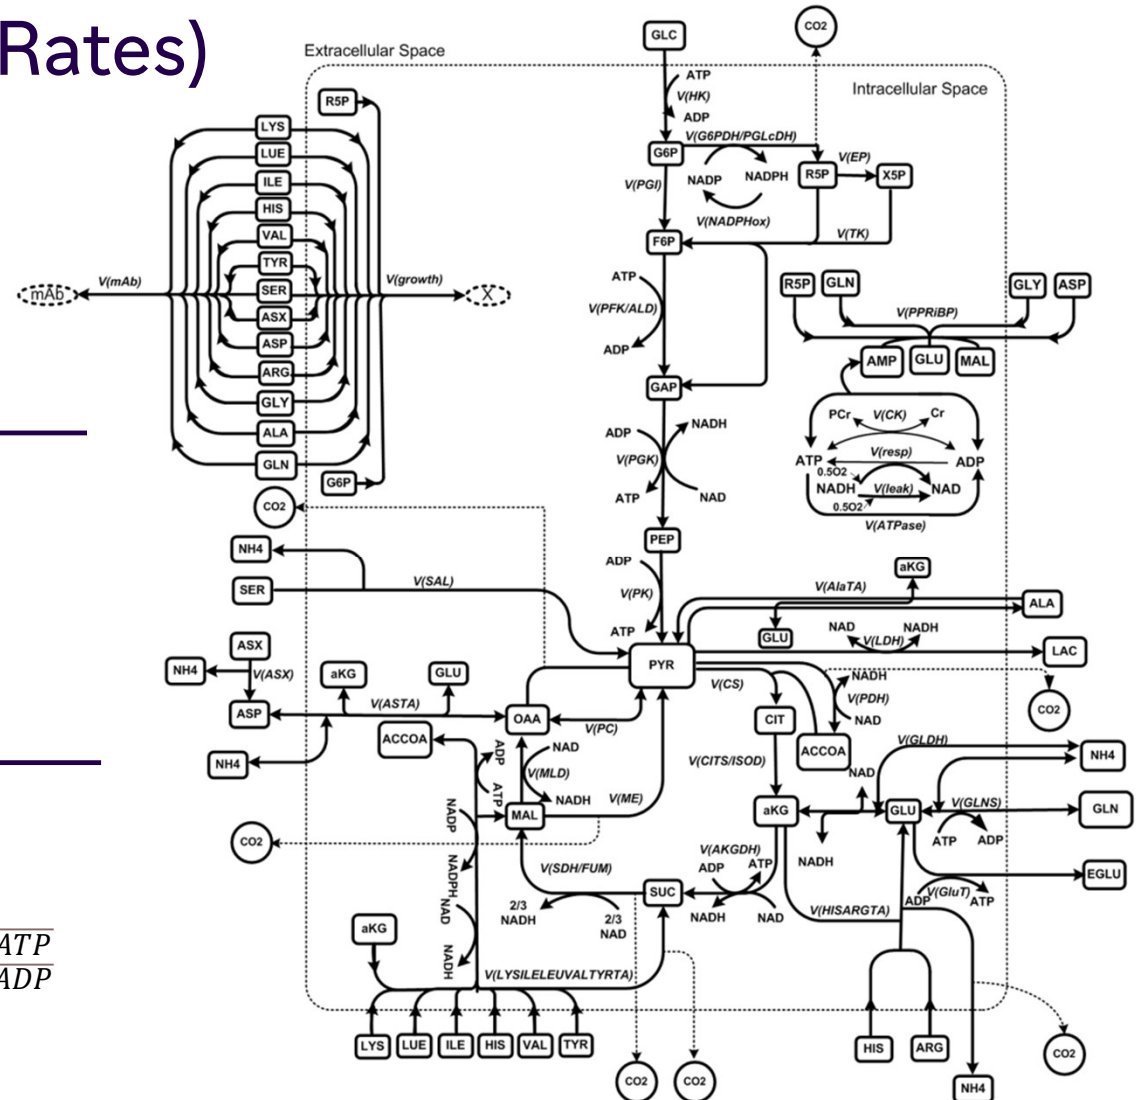 Rates)
Extracellular Space
Intracellular Space
GLC
CO2
ATP
V(HK)
ADP
V(G6PDH/PGLcDH)
G6P
NADP
NADPH
V(NADPHox)
R5P
V(EP)
X5P
V(PGI)
V(TK)
F6P
R5P
LYS
LUE
ILE
HIS
VAL
TYR
SER
ASX
ASP
ARG
GLY
ALA
GLN
G6P
mAb
V(mAb)
V(growth)
X
ATP
V(PFK/ALD)
ADP
GAP
R5P
GLN
GLY
ASP
V(PPRiBP)
AMP
GLU
MAL
PCr
V(CK)
Cr
ATP
V(resp)
ADP
0.5O2
NADH
V(leak)
NAD
0.5O2
V(ATPase)
ADP
NADH
V(PGK)
ATP
NAD
PEP
ADP
V(PK)
ATP
CO2
NH4
SER
V(SAL)
aKG
V(AlaTA)
ALA
GLU
NAD
NADH
V(LDH)
LAC
PYR
ASX
NH4
V(ASX)
ASP
aKG
GLU
V(ASTA)
NH4
OAA
V(PC)
ACCOA
ADP
ATP
NAD
V(MLD)
NADH
V(ME)
MAL
CO2
V(CS)
CIT
NADH
V(PDH)
NAD
CO2
ACCOA
V(CITS/ISOD)
aKG
NAD
NADH
V(GLDH)
NH4
GLU
V(GLNS)
GLN
ATP
ADP
EGLU
V(GluT)
ADP
ATP
NADP
NADPH
NAD
NADH
V(SDH/FUM)
2/3
NADH
2/3
NAD
SUC
V(AKGDH)
ADP
ATP
NADH
NAD
V(HISARGTA)
aKG
V(LYSILELEUVALTYRTA)
LYS
LUE
ILE
HIS
VAL
TYR
CO2
CO2
HIS
ARG
NH4
CO2
ATP
ADP